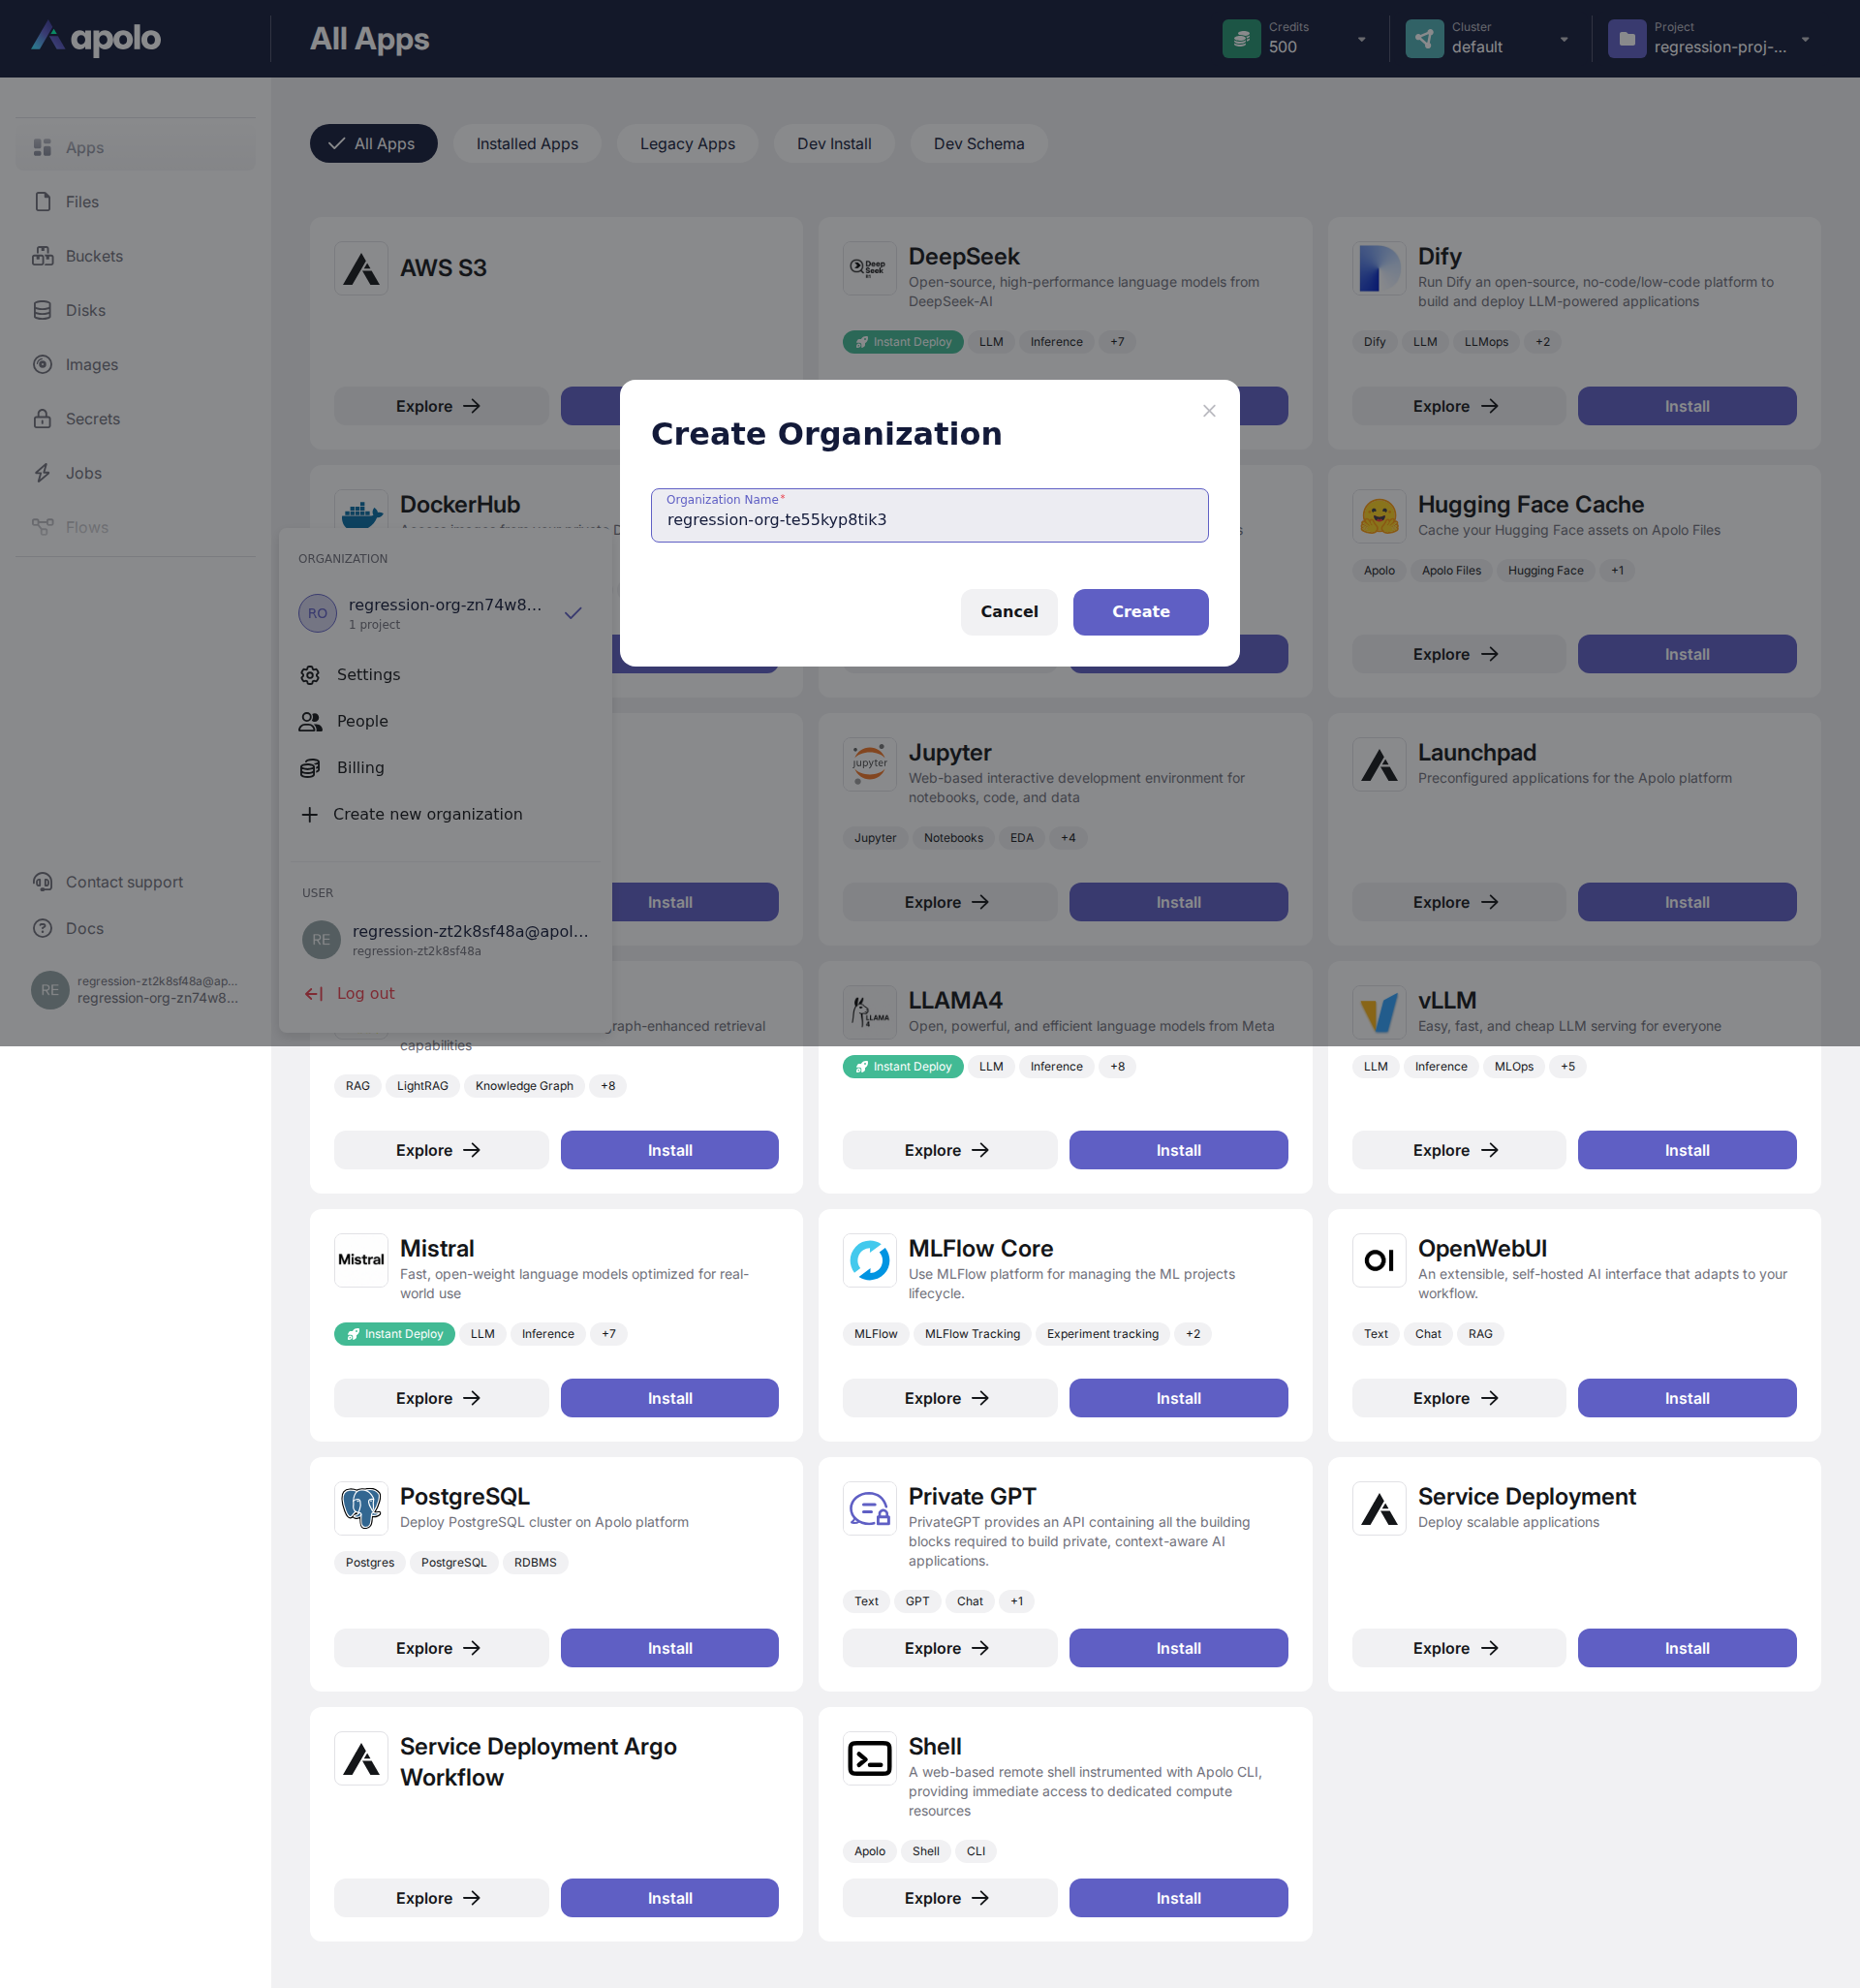 apolo
All Apps
Credits
500
Cluster
default
Project
regression-proj-...
Apps
Files
Buckets
Disks
Images
Secrets
Jobs
Flows
Contact support
Docs
RE
regression-zt2k8sf48a@ap...
regression-org-zn74w8...
All Apps
Installed Apps
Legacy Apps
Dev Install
Dev Schema
AWS S3
Explore
DeepSeek
Open-source, high-performance language models from
DeepSeek-AI
Instant Deploy
LLM
Inference
+7
Dify
Run Dify an open-source, no-code/low-code platform to
build and deploy LLM-powered applications
Dify
LLM
LLMops
+2
Explore
Install
Create Organization
Organization Name*
regression-org-te55kyp8tik3
Cancel
Create
DockerHub
Hugging Face Cache
Cache your Hugging Face assets on Apolo Files
Apolo
Apolo Files
Hugging Face
+1
Explore
Install
ORGANIZATION
RO
regression-org-zn74w8...
1 project
Settings
People
Billing
Create new organization
USER
RE
regression-zt2k8sf48a@apol...
regression-zt2k8sf48a
Log out
Install
Jupyter
Web-based interactive development environment for
notebooks, code, and data
Jupyter
Notebooks
EDA
+4
Explore
Install
Launchpad
Preconfigured applications for the Apolo platform
Explore
Install
retrieval
capabilities
RAG
LightRAG
Knowledge Graph
+8
Explore
Install
LLAMA4
Open, powerful, and efficient language models from Meta
Instant Deploy
LLM
Inference
+8
Explore
Install
vLLM
Easy, fast, and cheap LLM serving for everyone
LLM
Inference
MLOps
+5
Explore
Install
Mistral
Mistral
Fast, open-weight language models optimized for real-
world use
Instant Deploy
LLM
Inference
+7
Explore
Install
MLFlow Core
Use MLFlow platform for managing the ML projects
lifecycle.
MLFlow
MLFlow Tracking
Experiment tracking
+2
Explore
Install
OI
OpenWebUI
An extensible, self-hosted AI interface that adapts to your
workflow.
Text
Chat
RAG
Explore
Install
PostgreSQL
Deploy PostgreSQL cluster on Apolo platform
Postgres
PostgreSQL
RDBMS
Explore
Install
Private GPT
PrivateGPT provides an API containing all the building
blocks required to build private, context-aware AI
applications.
Text
GPT
Chat
+1
Explore
Install
Service Deployment
Deploy scalable applications
Explore
Install
Service Deployment Argo
Workflow
Explore
Install
Shell
A web-based remote shell instrumented with Apolo CLI,
providing immediate access to dedicated compute
resources
Apolo
Shell
CLI
Explore
Install